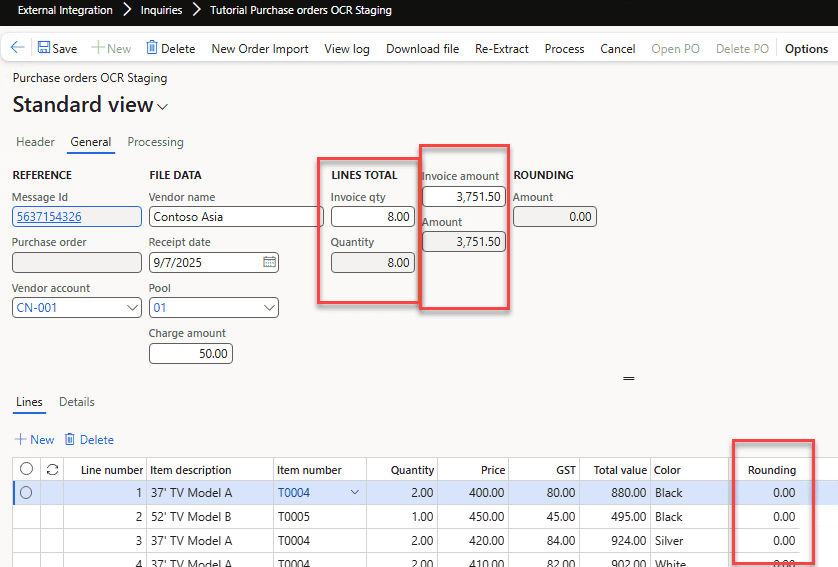 External Integration > Inquiries > Tutorial Purchase orders OCR Staging
Save New Delete New Order Import View log Download file Re-Extract Process Cancel Open PO Delete PO Options
Purchase orders OCR Staging
Standard view
Header General Processing
REFERENCE
Message Id
5637154326
Purchase order
Vendor account
CN-001
FILE DATA
Vendor name
Contoso Asia
Receipt date
9/7/2025
Pool
01
Charge amount
50.00
LINES TOTAL
Invoice qty
8.00
Quantity
8.00
Invoice amount
3,751.50
Amount
3,751.50
ROUNDING
Amount
0.00
Lines Details
New Delete
Line number Item description Item number Quantity Price GST Total value Color Rounding
1 37' TV Model A T0004 2.00 400.00 80.00 880.00 Black 0.00
2 52' TV Model B T0005 1.00 450.00 45.00 495.00 Black 0.00
3 37' TV Model A T0004 2.00 420.00 84.00 924.00 Silver 0.00
4 37' TV Model A T0004 2.00 410.00 82.00 902.00 White 0.00